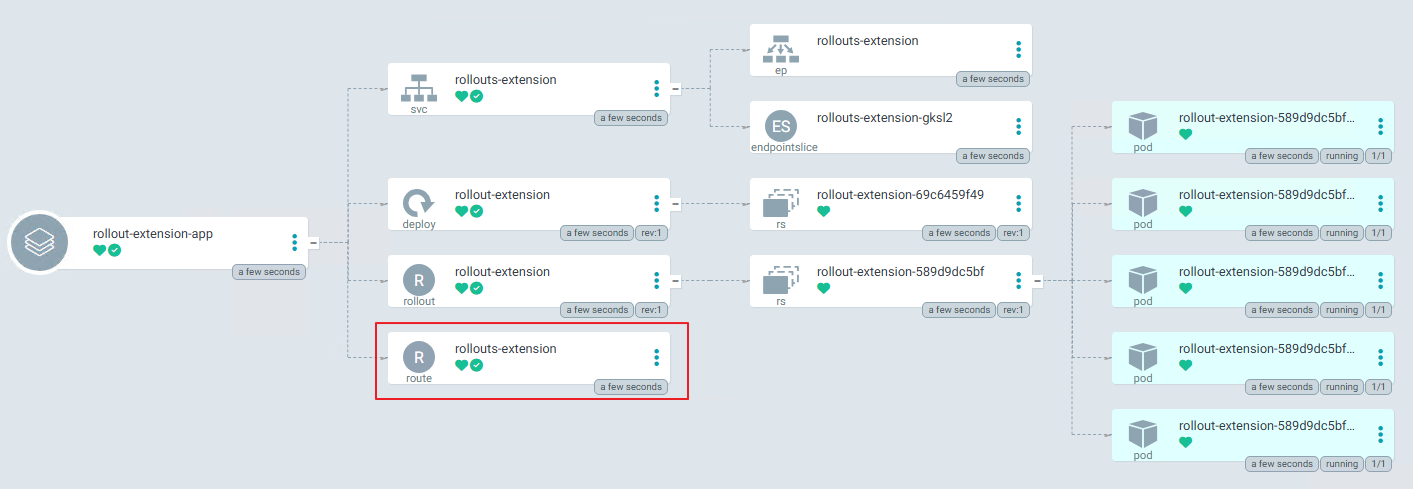 rollout-extension-app
a few seconds
svc
rollouts-extension
a few seconds
deploy
rollout-extension
a few seconds
rev:1
R
rollout
rollout-extension
a few seconds
rev:1
R
route
rollouts-extension
a few seconds
ep
rollouts-extension
a few seconds
ES
endpointslice
rollouts-extension-gksl2
a few seconds
rs
rollout-extension-69c6459f49
a few seconds
rev:1
rs
rollout-extension-589d9dc5bf
a few seconds
rev:1
pod
rollout-extension-589d9dc5bf...
a few seconds
running
1/1
pod
rollout-extension-589d9dc5bf...
a few seconds
running
1/1
pod
rollout-extension-589d9dc5bf...
a few seconds
running
1/1
pod
rollout-extension-589d9dc5bf...
a few seconds
running
1/1
pod
rollout-extension-589d9dc5bf...
a few seconds
running
1/1